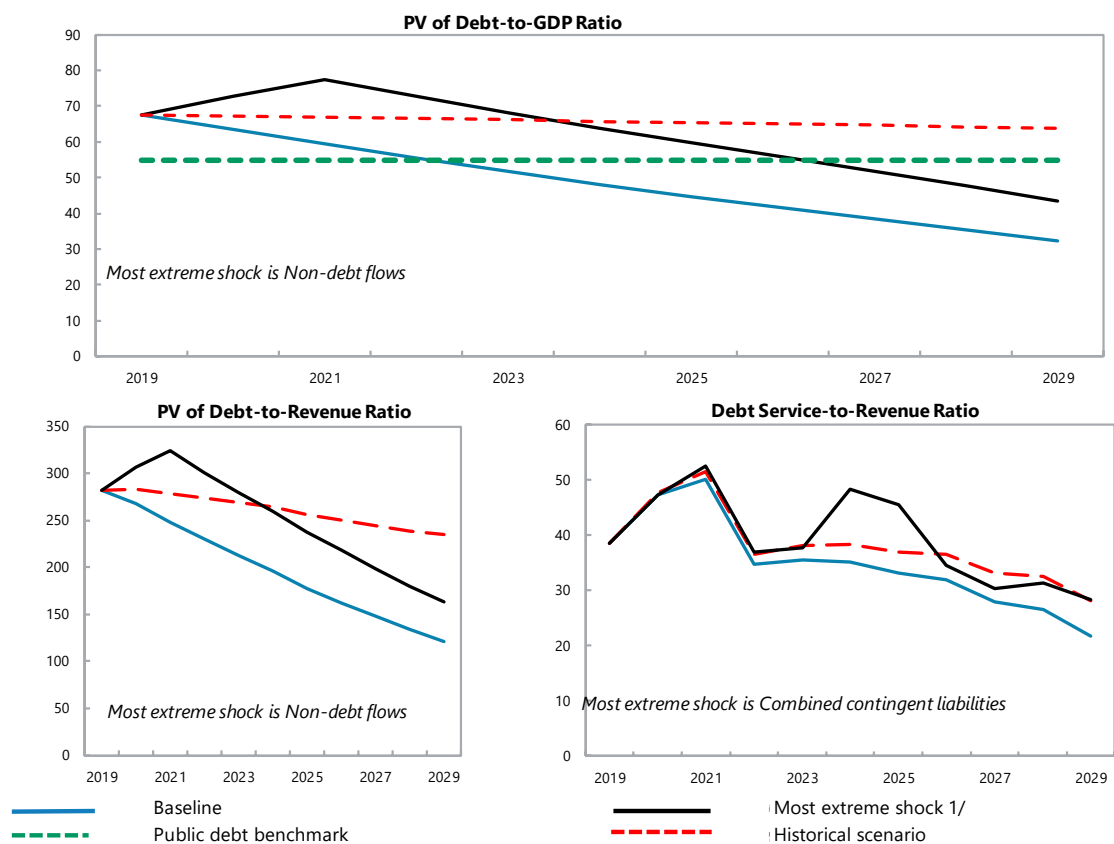 PV of Debt-to-GDP Ratio
90
80
70
60
50
40
30
20
10
0
Most extreme shock is Non-debt flows
2019 2021 2023 2025 2027 2029
PV of Debt-to-Revenue Ratio
350
300
250
200
150
100
50
0
Most extreme shock is Non-debt flows
2019 2021 2023 2025 2027 2029
Debt Service-to-Revenue Ratio
60
50
40
30
20
10
0
Most extreme shock is Combined contingent liabilities
2019 2021 2023 2025 2027 2029
Baseline
Public debt benchmark
Most extreme shock 1/
Historical scenario